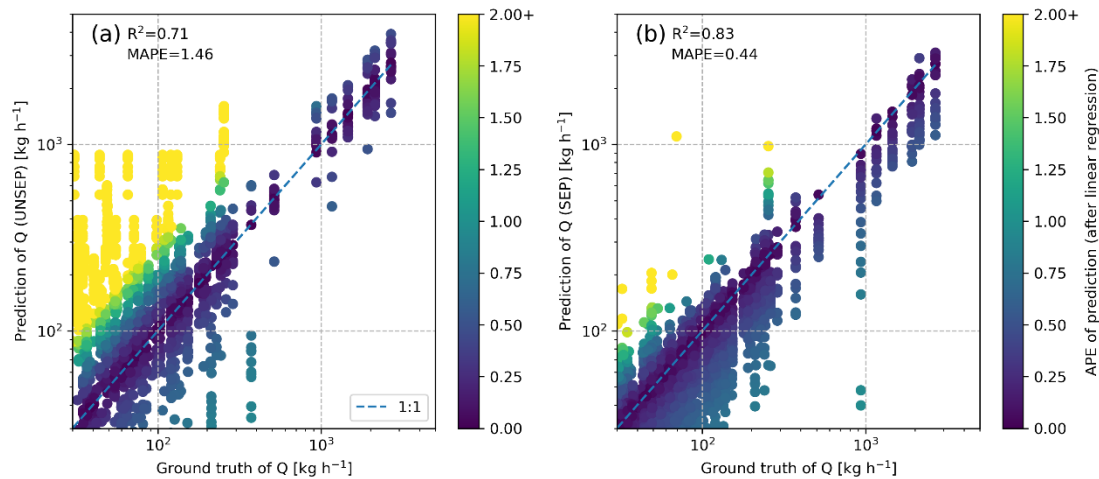 (a)
R²=0.71
MAPE=1.46
Prediction of Q (UNSEP) [kg h⁻¹]
10³
10²
10²
10³
Ground truth of Q [kg h⁻¹]
1:1
2.00+
1.75
1.50
1.25
1.00
0.75
0.50
0.25
0.00
(b)
R²=0.83
MAPE=0.44
Prediction of Q (SEP) [kg h⁻¹]
10³
10²
10²
10³
Ground truth of Q [kg h⁻¹]
2.00+
1.75
1.50
1.25
1.00
0.75
0.50
0.25
0.00
APE of prediction (after linear regression)